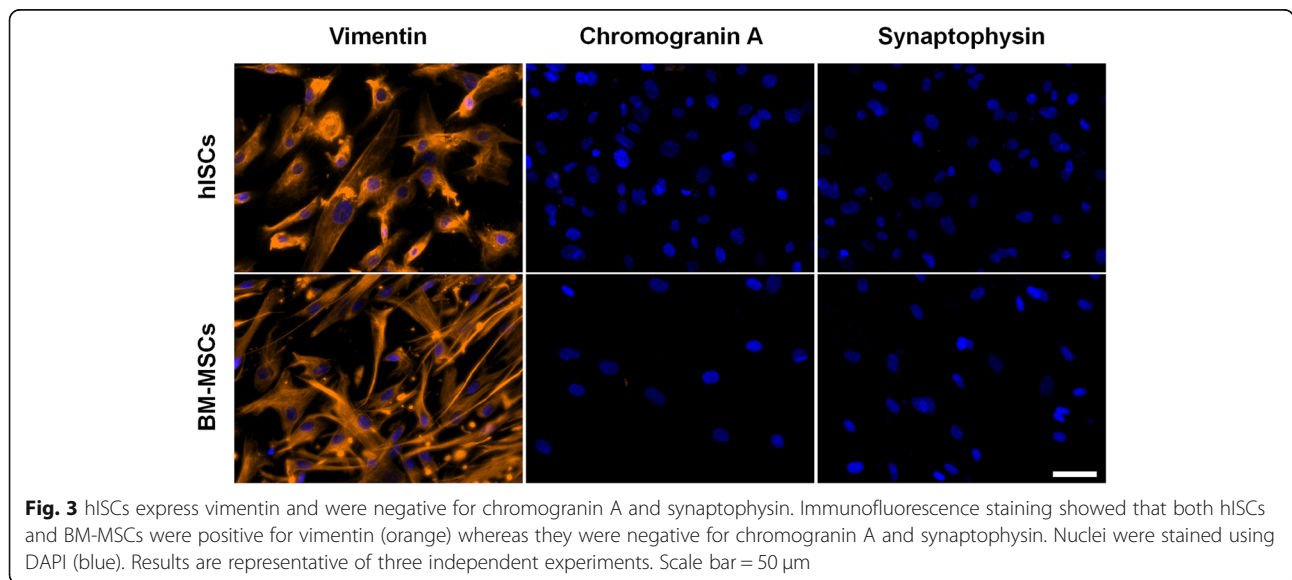 Vimentin Chromogranin A Synaptophysin
hISCs
BM-MSCs
Fig. 3 hISCs express vimentin and were negative for chromogranin A and synaptophysin. Immunofluorescence staining showed that both hISCs
and BM-MSCs were positive for vimentin (orange) whereas they were negative for chromogranin A and synaptophysin. Nuclei were stained using
DAPI (blue). Results are representative of three independent experiments. Scale bar = 50 μm